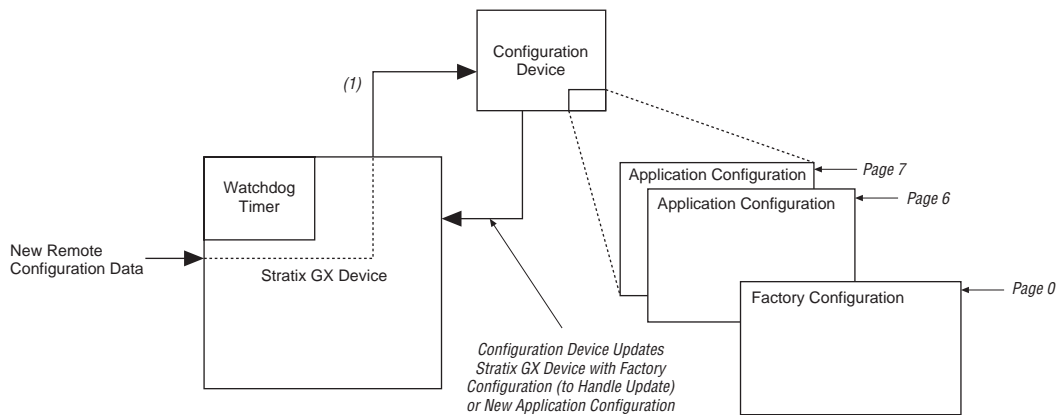 Configuration
Device
(1)
Application Configuration
Page 7
Watchdog
Timer
Application Configuration
Page 6
New Remote
Configuration Data
Stratix GX Device
Factory Configuration
Page 0
Configuration Device Updates
Stratix GX Device with Factory
Configuration (to Handle Update)
or New Application Configuration